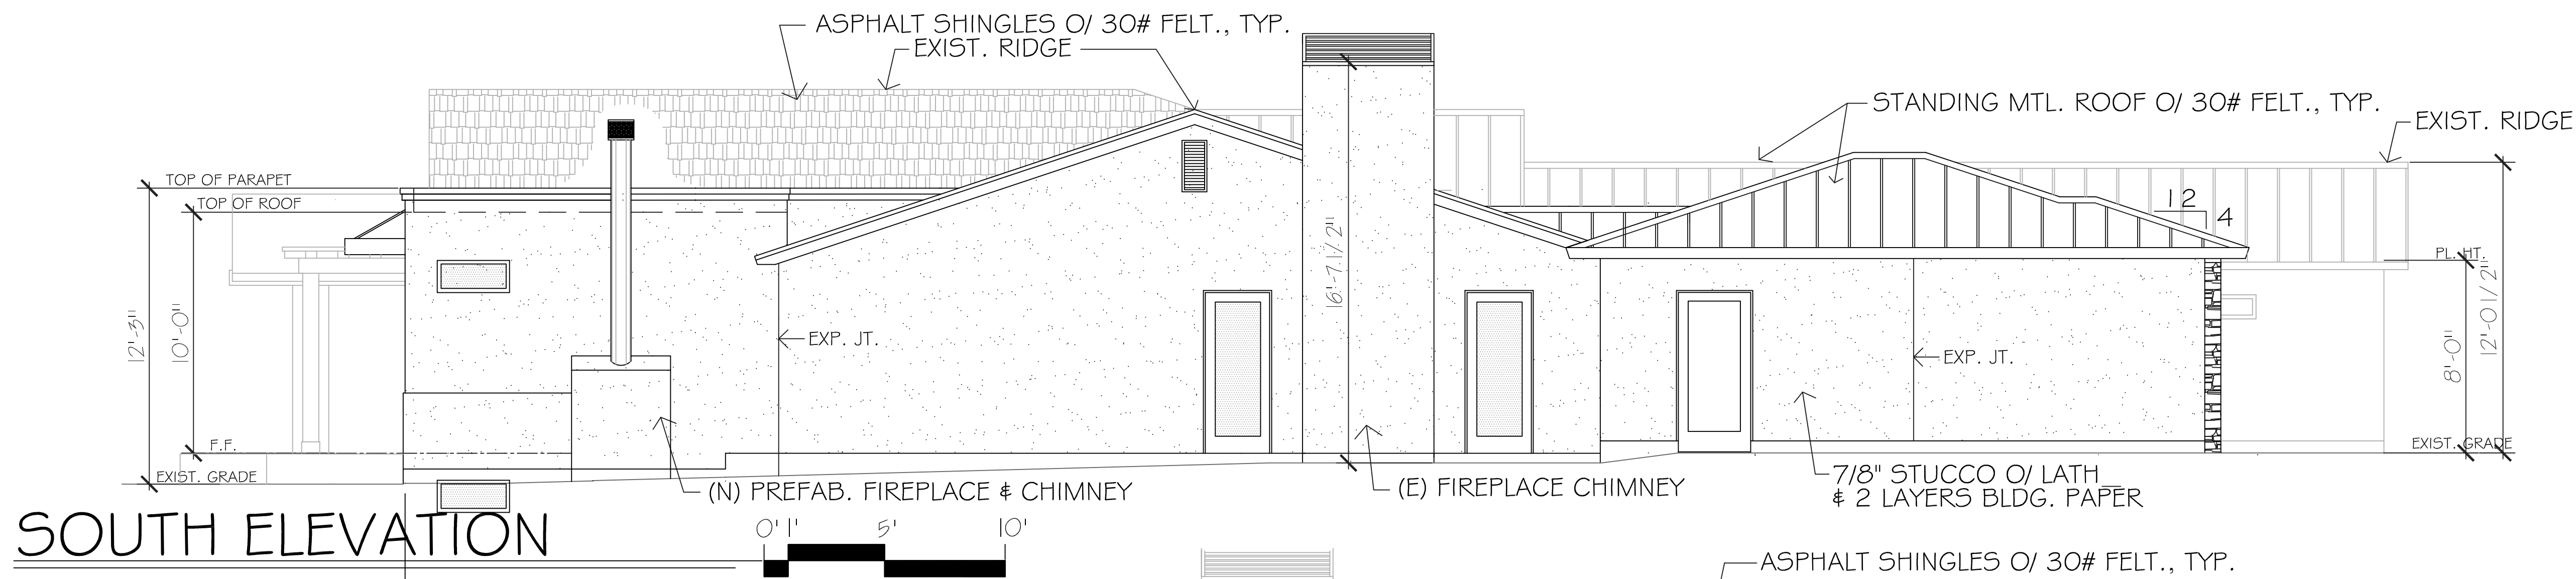 ASPHALT SHINGLES O/ 30# FELT., TYP.
EXIST. RIDGE
STANDING MTL. ROOF O/ 30# FELT., TYP.
EXIST. RIDGE
TOP OF PARAPET
TOP OF ROOF
12
4
PL. HT.
12'-3"
10'-0"
16'-7 1/2"
8'-0"
12'-0 1/2"
EXP. JT.
EXP. JT.
F.F.
EXIST. GRADE
EXIST. GRADE
(N) PREFAB. FIREPLACE & CHIMNEY
(E) FIREPLACE CHIMNEY
7/8" STUCCO O/ LATH
& 2 LAYERS BLDG. PAPER
SOUTH ELEVATION
0' 1' 5' 10'
ASPHALT SHINGLES O/ 30# FELT., TYP.